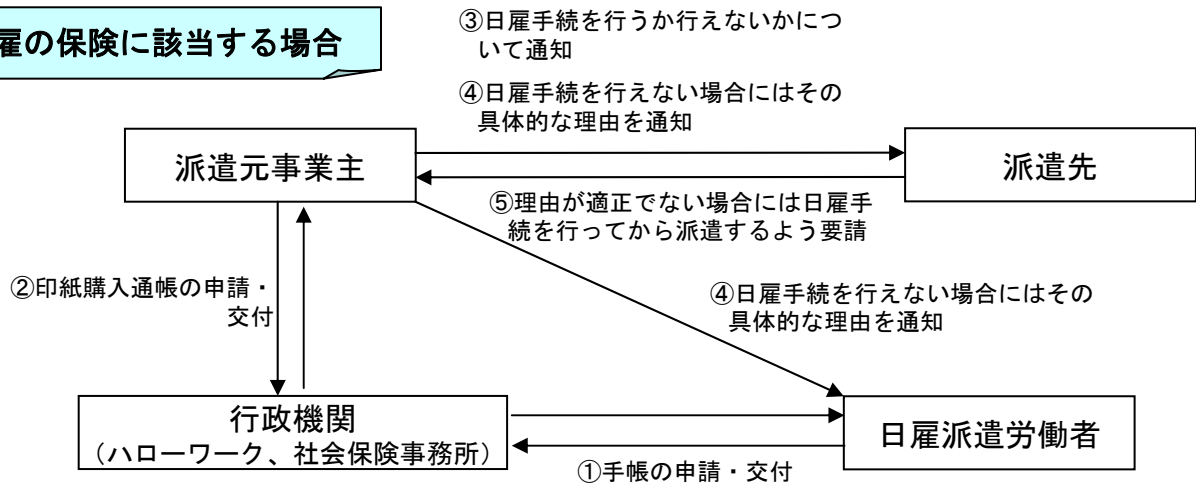 雇の保険に該当する場合
③日雇手続を行うか行えないかにつ
いて通知
④日雇手続を行えない場合にはその
具体的な理由を通知
派遣元事業主
派遣先
⑤理由が適正でない場合には日雇手
続を行ってから派遣するよう要請
②印紙購入通帳の申請・
交付
④日雇手続を行えない場合にはその
具体的な理由を通知
行政機関
（ハローワーク、社会保険事務所）
日雇派遣労働者
①手帳の申請・交付